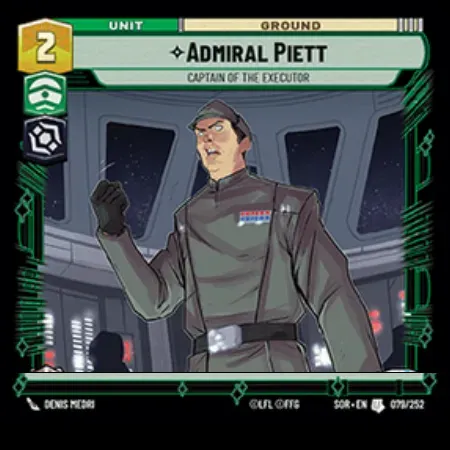 UNIT
GROUND
2
ADMIRAL PIETT
CAPTAIN OF THE EXECUTOR
DENIS MEDRI
©LFL ©FFG
SOR • EN
079/252